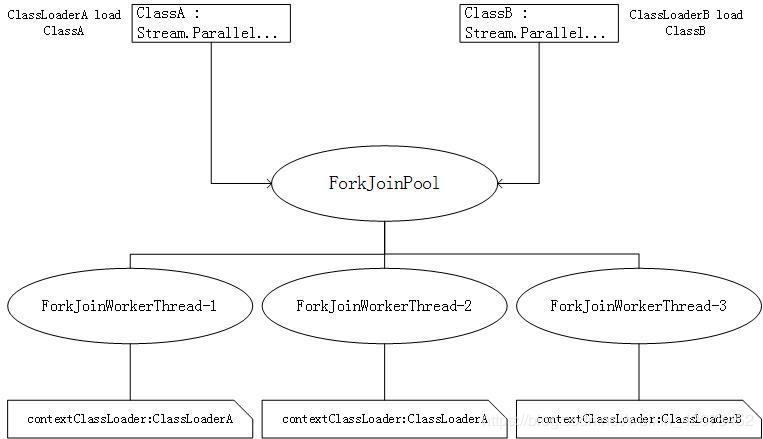 ClassLoaderA load
ClassA
ClassA :
Stream.Parallel...
ClassB :
Stream.Parallel...
ClassLoaderB load
ClassB
ForkJoinPool
ForkJoinWorkerThread-1
ForkJoinWorkerThread-2
ForkJoinWorkerThread-3
contextClassLoader:ClassLoaderA
contextClassLoader:ClassLoaderA
contextClassLoader:ClassLoaderB